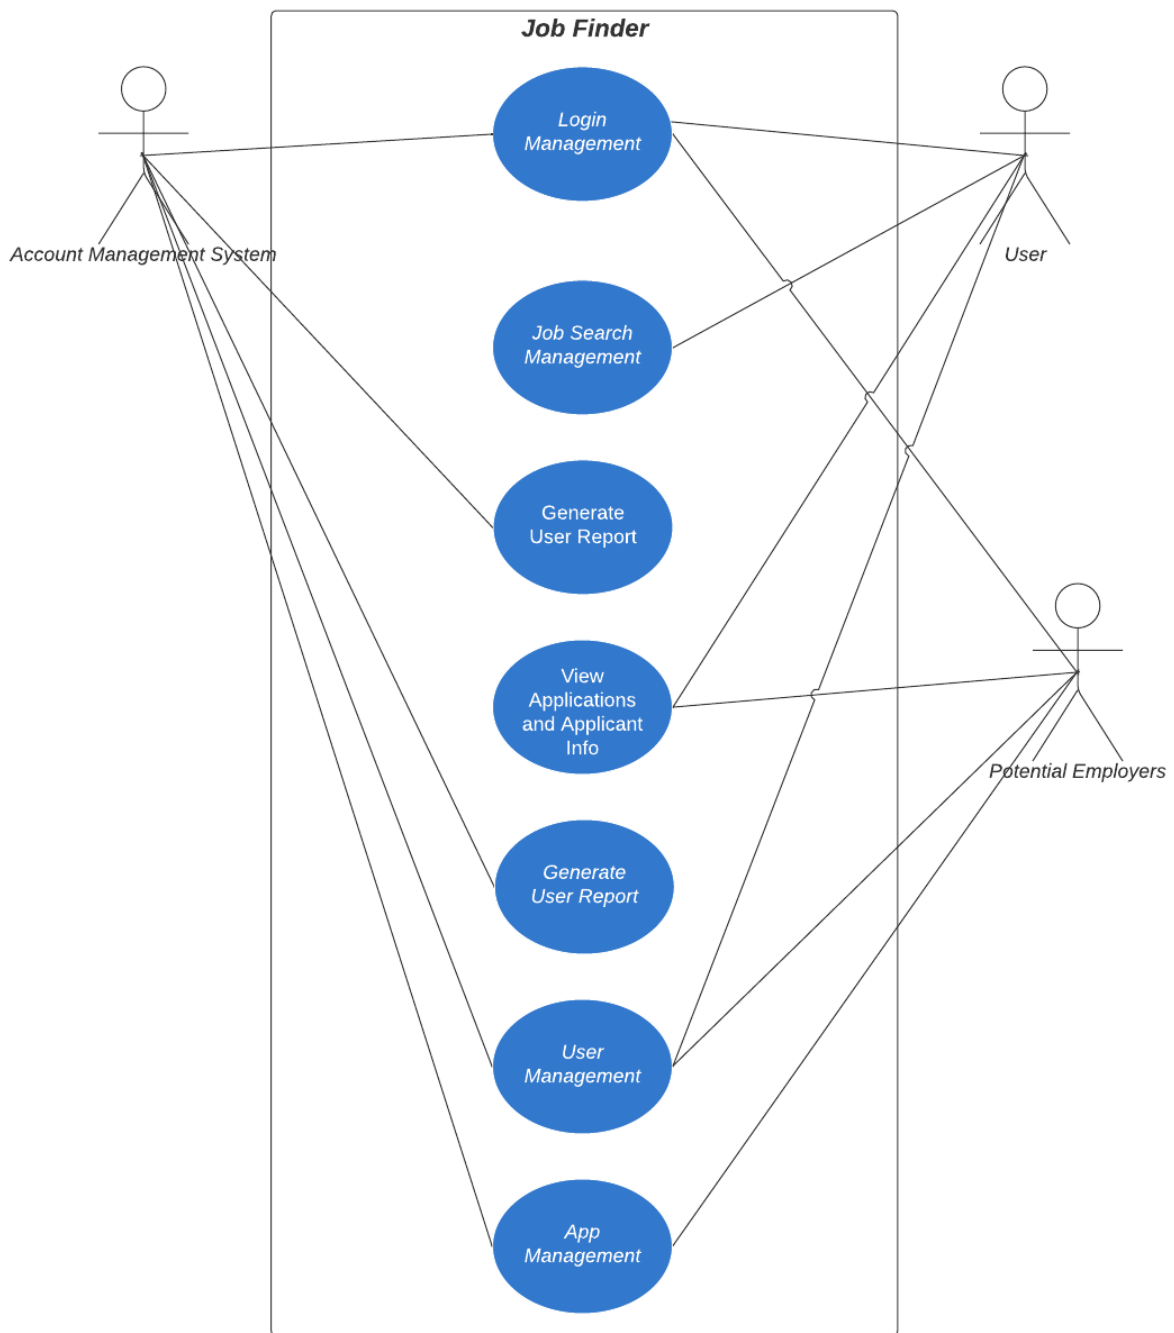 Job Finder
Login
Management
Account Management System
User
Job Search
Management
Generate
User Report
View
Applications
and Applicant
Info
Potential Employers
Generate
User Report
User
Management
App
Management